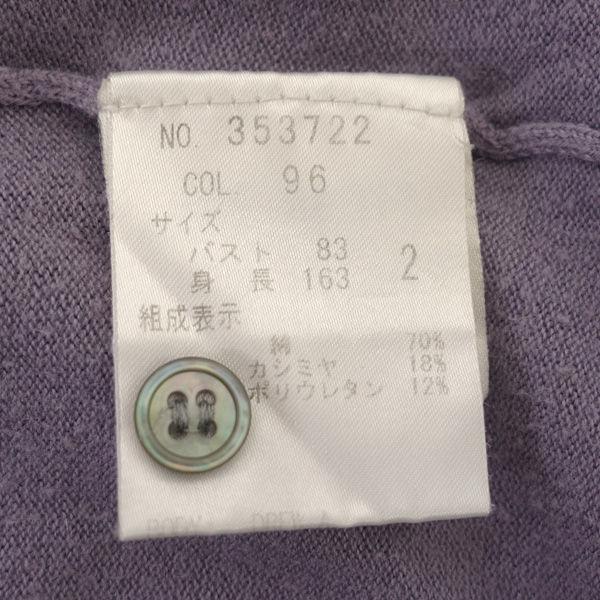 NO. 353722
COL. 96
サイズ
バスト 83
身長 163 2
組成表示
綿 70%
カシミヤ 18%
ポリウレタン 12%